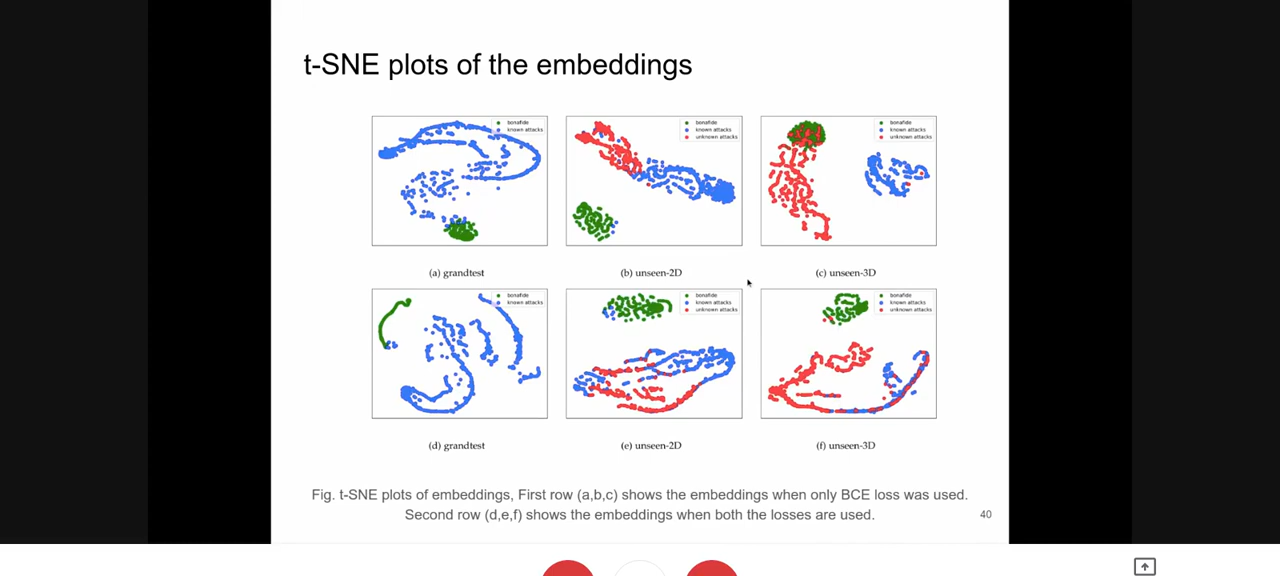 t-SNE plots of the embeddings
bonafide
known attacks
bonafide
known attacks
unknown attacks
bonafide
known attacks
unknown attacks
(a) grandtest
(b) unseen-2D
(c) unseen-3D
bonafide
known attacks
bonafide
known attacks
unknown attacks
bonafide
known attacks
unknown attacks
(d) grandtest
(e) unseen-2D
(f) unseen-3D
Fig. t-SNE plots of embeddings, First row (a,b,c) shows the embeddings when only BCE loss was used.
Second row (d,e,f) shows the embeddings when both the losses are used.
40